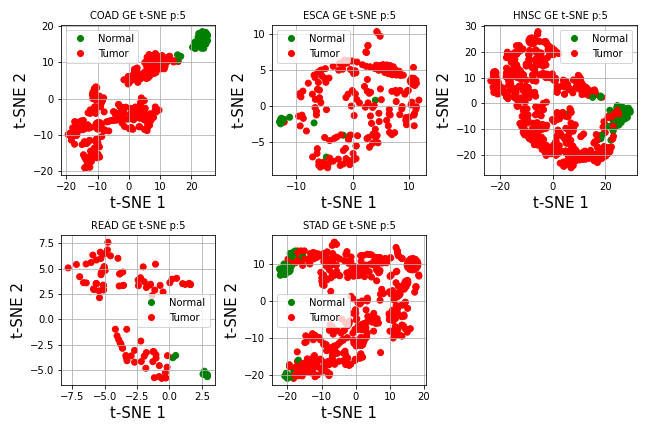 COAD GE t-SNE p:5
ESCA GE t-SNE p:5
HNSC GE t-SNE p:5
20
10
0
−10
−20
t-SNE 2
Normal
Tumor
−20
−10
0
10
20
t-SNE 1
10
5
0
−5
t-SNE 2
Normal
Tumor
−10
0
10
t-SNE 1
30
20
10
0
−10
−20
t-SNE 2
Normal
Tumor
−20
0
20
t-SNE 1
READ GE t-SNE p:5
STAD GE t-SNE p:5
7.5
5.0
2.5
0.0
−2.5
−5.0
t-SNE 2
Normal
Tumor
−7.5
−5.0
−2.5
0.0
2.5
t-SNE 1
10
0
−10
−20
t-SNE 2
Normal
Tumor
−20
−10
0
10
20
t-SNE 1